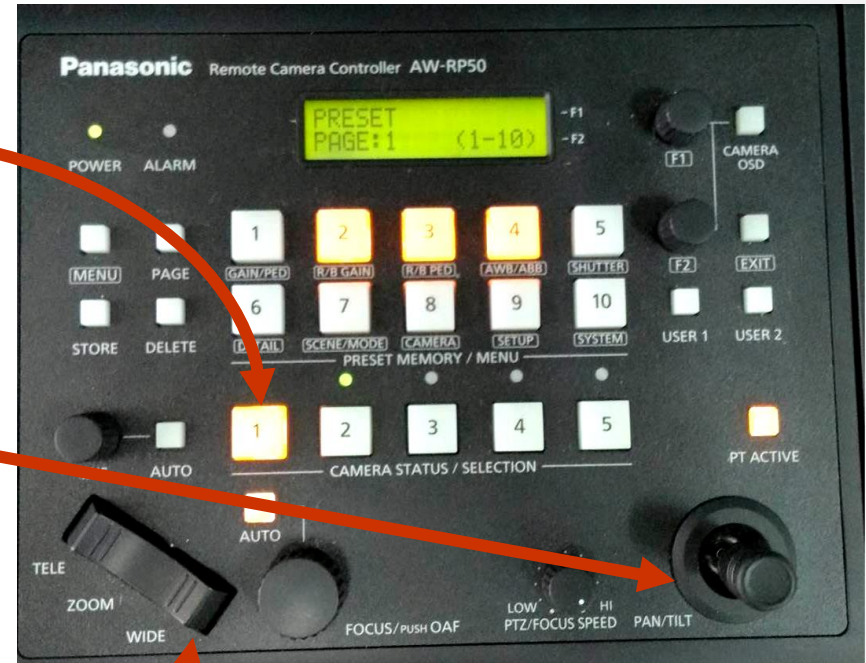 Panasonic Remote Camera Controller AW-RP50
PRESET
PAGE:1 (1-10)
F1
F2
POWER ALARM
F1
CAMERA OSD
1 2 3 4 5
MENU PAGE
GAIN/PED R/B GAIN R/B PED AWB/ABB SHUTTER
F2 EXIT
6 7 8 9 10
STORE DELETE
DETAIL SCENE/MODE CAMERA SETUP SYSTEM
USER 1 USER 2
PRESET MEMORY / MENU
1 2 3 4 5
AUTO
CAMERA STATUS / SELECTION
PT ACTIVE
AUTO
TELE
ZOOM
WIDE
FOCUS/PUSH OAF
LOW HI
PTZ/FOCUS SPEED
PAN/TILT